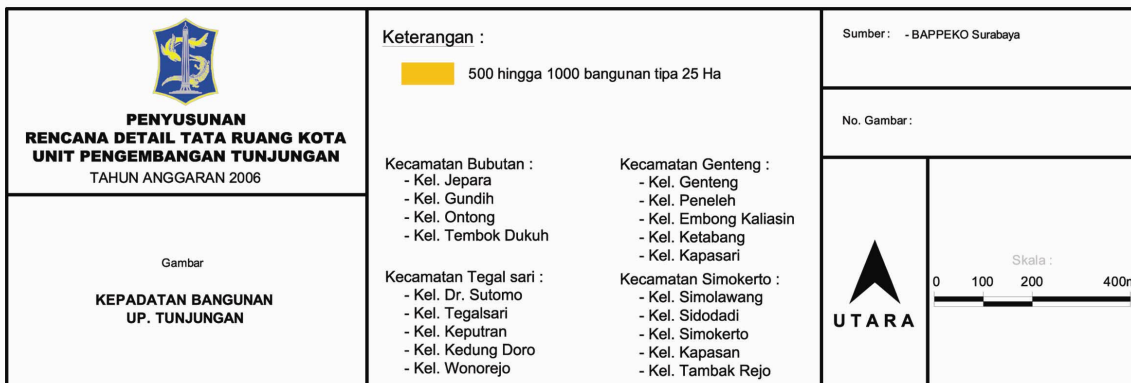 PENYUSUNAN
RENCANA DETAIL TATA RUANG KOTA
UNIT PENGEMBANGAN TUNJUNGAN
TAHUN ANGGARAN 2006
Gambar
KEPADATAN BANGUNAN
UP. TUNJUNGAN
Keterangan :
500 hingga 1000 bangunan tipa 25 Ha
Kecamatan Bubutan :
- Kel. Jepara
- Kel. Gundih
- Kel. Ontong
- Kel. Tembok Dukuh
Kecamatan Tegal sari :
- Kel. Dr. Sutomo
- Kel. Tegalsari
- Kel. Keputran
- Kel. Kedung Doro
- Kel. Wonorejo
Kecamatan Genteng :
- Kel. Genteng
- Kel. Peneleh
- Kel. Embong Kaliasin
- Kel. Ketabang
- Kel. Kapasari
Kecamatan Simokerto :
- Kel. Simolawang
- Kel. Sidodadi
- Kel. Simokerto
- Kel. Kapasan
- Kel. Tambak Rejo
Sumber : - BAPPEKO Surabaya
No. Gambar :
UTARA
Skala :
0 100 200 400m